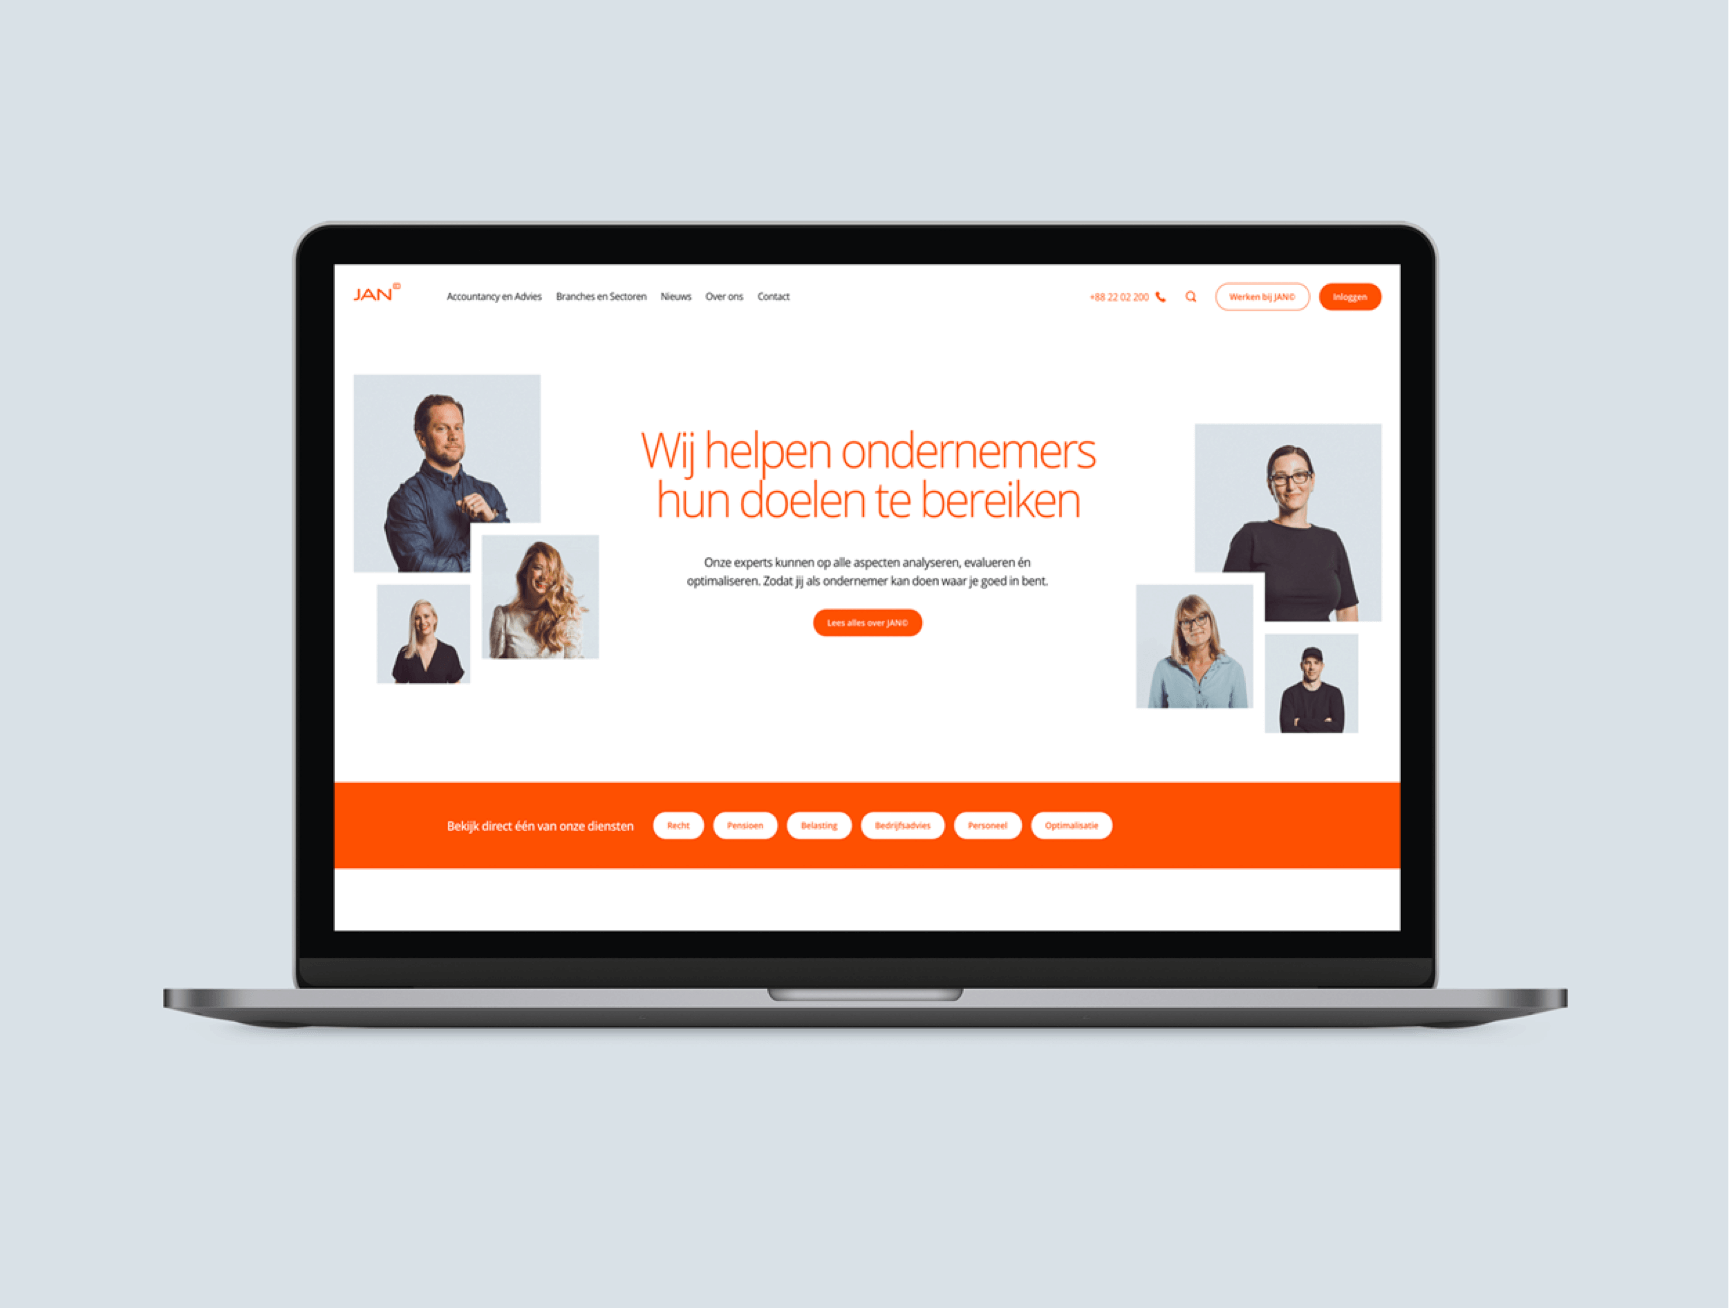 JAN©
Accountancy en Advies Branches en Sectoren Nieuws Over ons Contact
+88 22 02 200
Werken bij JAN©
Inloggen
Wij helpen ondernemers
hun doelen te bereiken
Onze experts kunnen op alle aspecten analyseren, evalueren én
optimaliseren. Zodat jij als ondernemer kan doen waar je goed in bent.
Lees alles over JAN©
Bekijk direct één van onze diensten
Recht Pensioen Belasting Bedrijfsadvies Personeel Optimalisatie